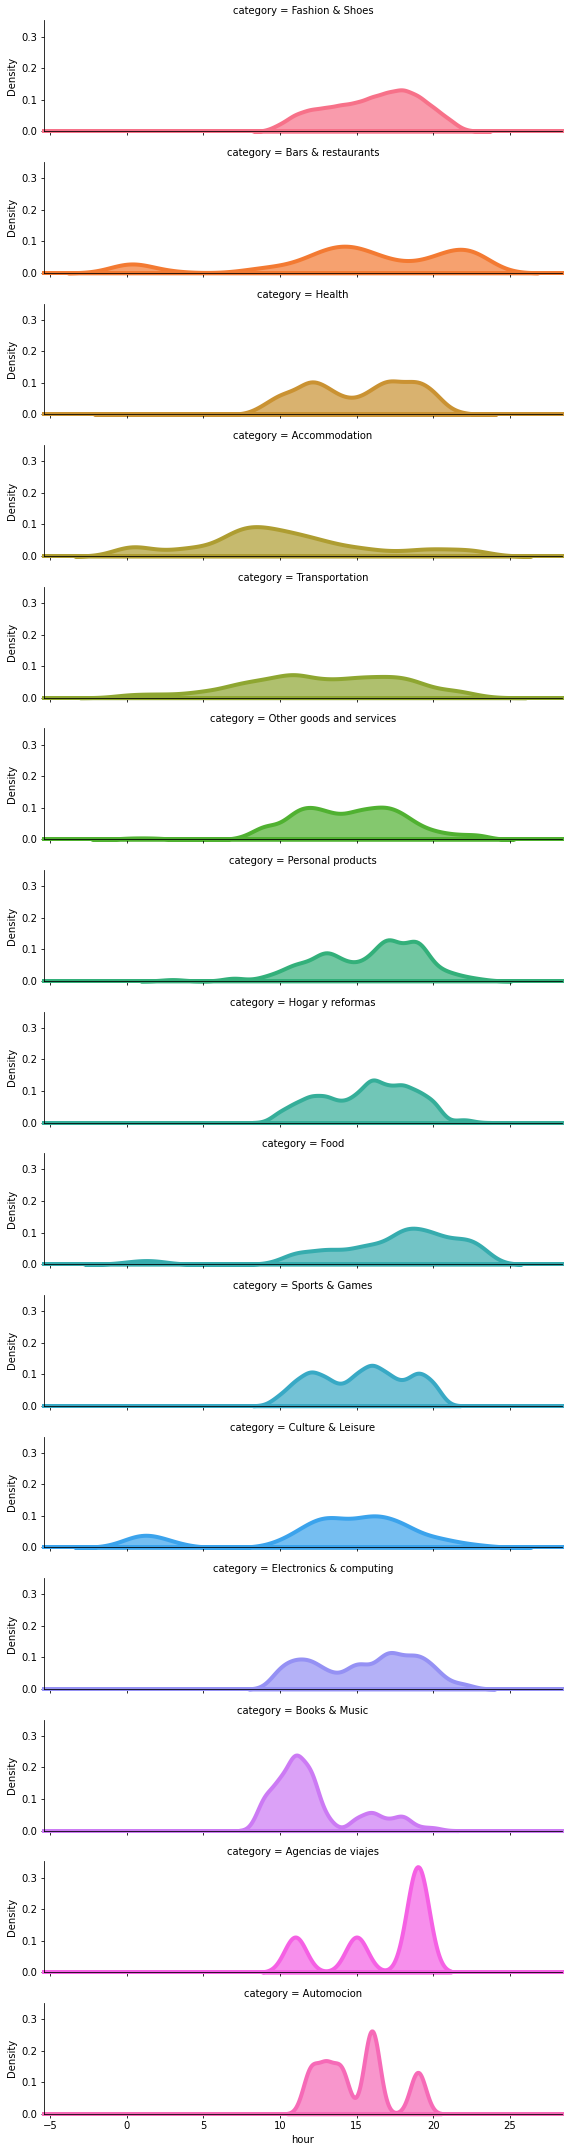 category = Fashion & Shoes
0.3
0.2
0.1
0.0
Density
category = Bars & restaurants
0.3
0.2
0.1
0.0
Density
category = Health
0.3
0.2
0.1
0.0
Density
category = Accommodation
0.3
0.2
0.1
0.0
Density
category = Transportation
0.3
0.2
0.1
0.0
Density
category = Other goods and services
0.3
0.2
0.1
0.0
Density
category = Personal products
0.3
0.2
0.1
0.0
Density
category = Hogar y reformas
0.3
0.2
0.1
0.0
Density
category = Food
0.3
0.2
0.1
0.0
Density
category = Sports & Games
0.3
0.2
0.1
0.0
Density
category = Culture & Leisure
0.3
0.2
0.1
0.0
Density
category = Electronics & computing
0.3
0.2
0.1
0.0
Density
category = Books & Music
0.3
0.2
0.1
0.0
Density
category = Agencias de viajes
0.3
0.2
0.1
0.0
Density
category = Automocion
0.3
0.2
0.1
0.0
Density
−5 0 5 10 15 20 25
hour